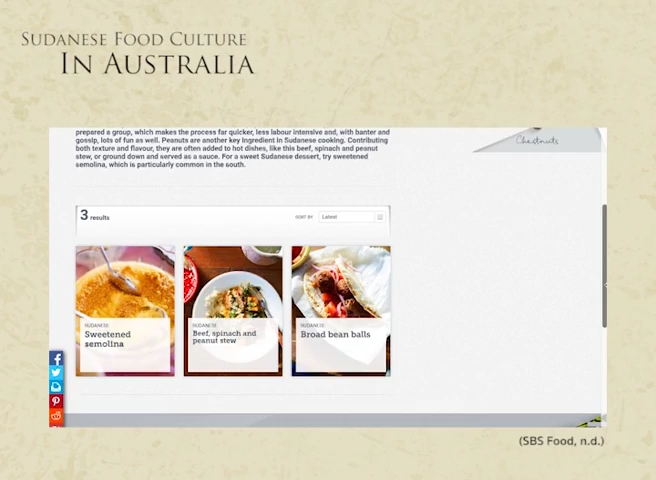 SUDANESE FOOD CULTURE
IN AUSTRALIA
prepared a group, which makes the process far quicker, less labour intensive and, with banter and
gossip, lots of fun as well. Peanuts are another key ingredient in Sudanese cooking. Contributing
both texture and flavour, they are often added to hot dishes, like this beef, spinach and peanut
stew, or ground down and served as a sauce. For a sweet Sudanese dessert, try sweetened
semolina, which is particularly common in the south.
Chestnuts
3 results
SORT BY
Latest
SUDANESE
Sweetened
semolina
SUDANESE
Beef, spinach and
peanut stew
SUDANESE
Broad bean balls
(SBS Food, n.d.)